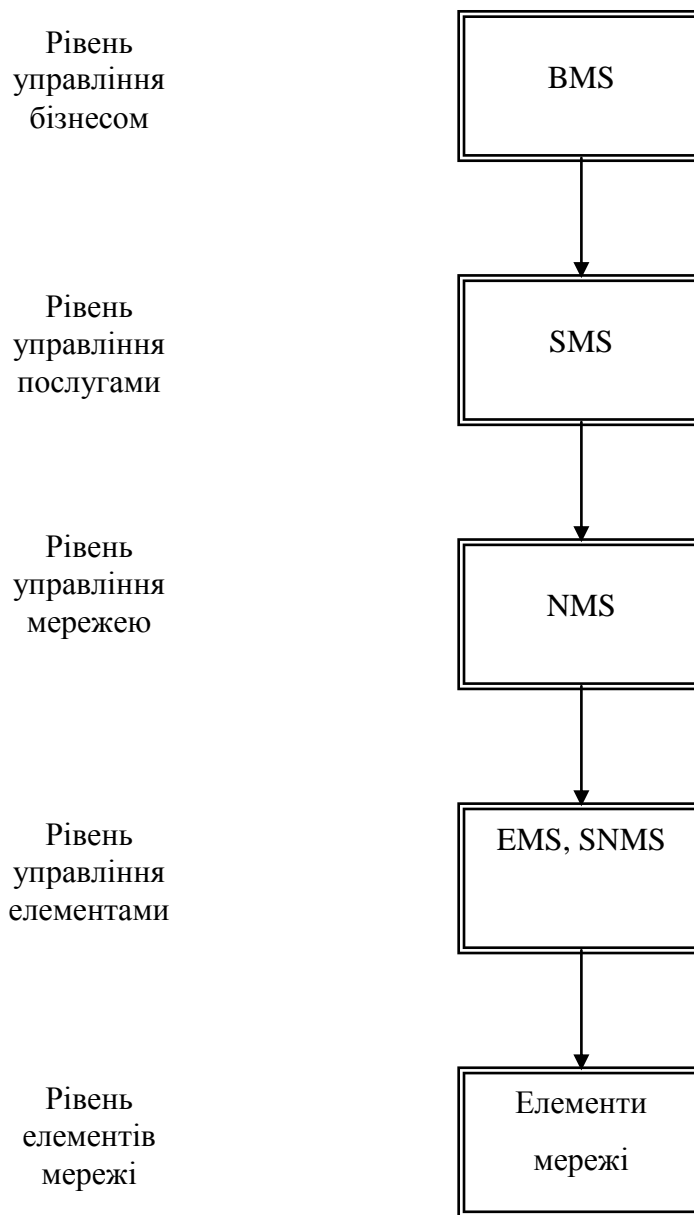 Рівень
управління
бізнесом
BMS
Рівень
управління
послугами
SMS
Рівень
управління
мережею
NMS
Рівень
управління
елементами
EMS, SNMS
Рівень
елементів
мережі
Елементи
мережі